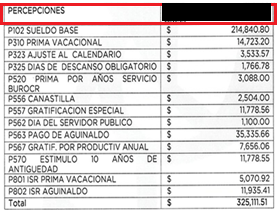 PERCEPCIONES
P102 SUELDO BASE $ 214,840.80
P310 PRIMA VACACIONAL $ 14,723.20
P323 AJUSTE AL CALENDARIO $ 3,533.57
P325 DIAS DE DESCANSO OBLIGATORIO $ 1,766.78
P520 PRIMA POR AÑOS SERVICIO $ 3,088.00
BUROCR
P556 CANASTILLA $ 2,504.00
P557 GRATIFICACION ESPECIAL $ 11,778.56
P562 DIA DEL SERVIDOR PUBLICO $ 1,100.00
P563 PAGO DE AGUINALDO $ 35,335.66
P567 GRATIF. POR PRODUCTIV ANUAL $ 7,656.06
P570 ESTIMULO 10 AÑOS DE $ 11,778.55
ANTIGUEDAD
P801 ISR PRIMA VACACIONAL $ 5,070.92
P802 ISR AGUINALDO $ 11,935.41
Total $ 325,111.51